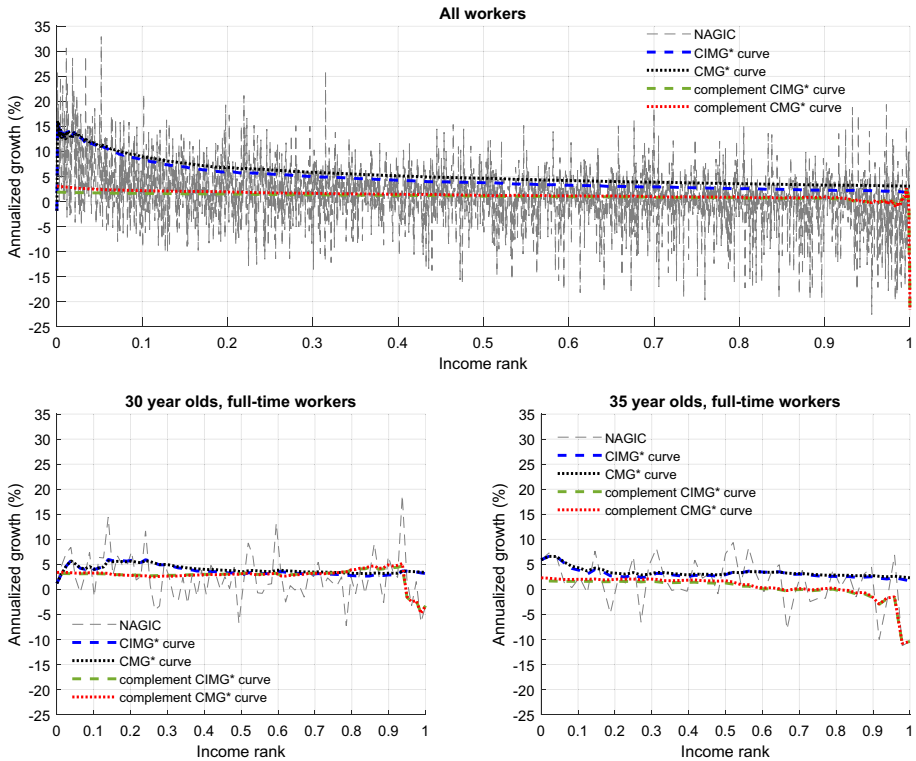 All workers
35
30
25
20
15
10
5
0
-5
-10
-15
-20
-25
Annualized growth (%)
NAGIC
CIMG* curve
CMG* curve
complement CIMG* curve
complement CMG* curve
0 0.1 0.2 0.3 0.4 0.5 0.6 0.7 0.8 0.9 1
Income rank
30 year olds, full-time workers
35
30
25
20
15
10
5
0
-5
-10
-15
-20
-25
Annualized growth (%)
NAGIC
CIMG* curve
CMG* curve
complement CIMG* curve
complement CMG* curve
0 0.1 0.2 0.3 0.4 0.5 0.6 0.7 0.8 0.9 1
Income rank
35 year olds, full-time workers
35
30
25
20
15
10
5
0
-5
-10
-15
-20
-25
Annualized growth (%)
NAGIC
CIMG* curve
CMG* curve
complement CIMG* curve
complement CMG* curve
0 0.1 0.2 0.3 0.4 0.5 0.6 0.7 0.8 0.9 1
Income rank